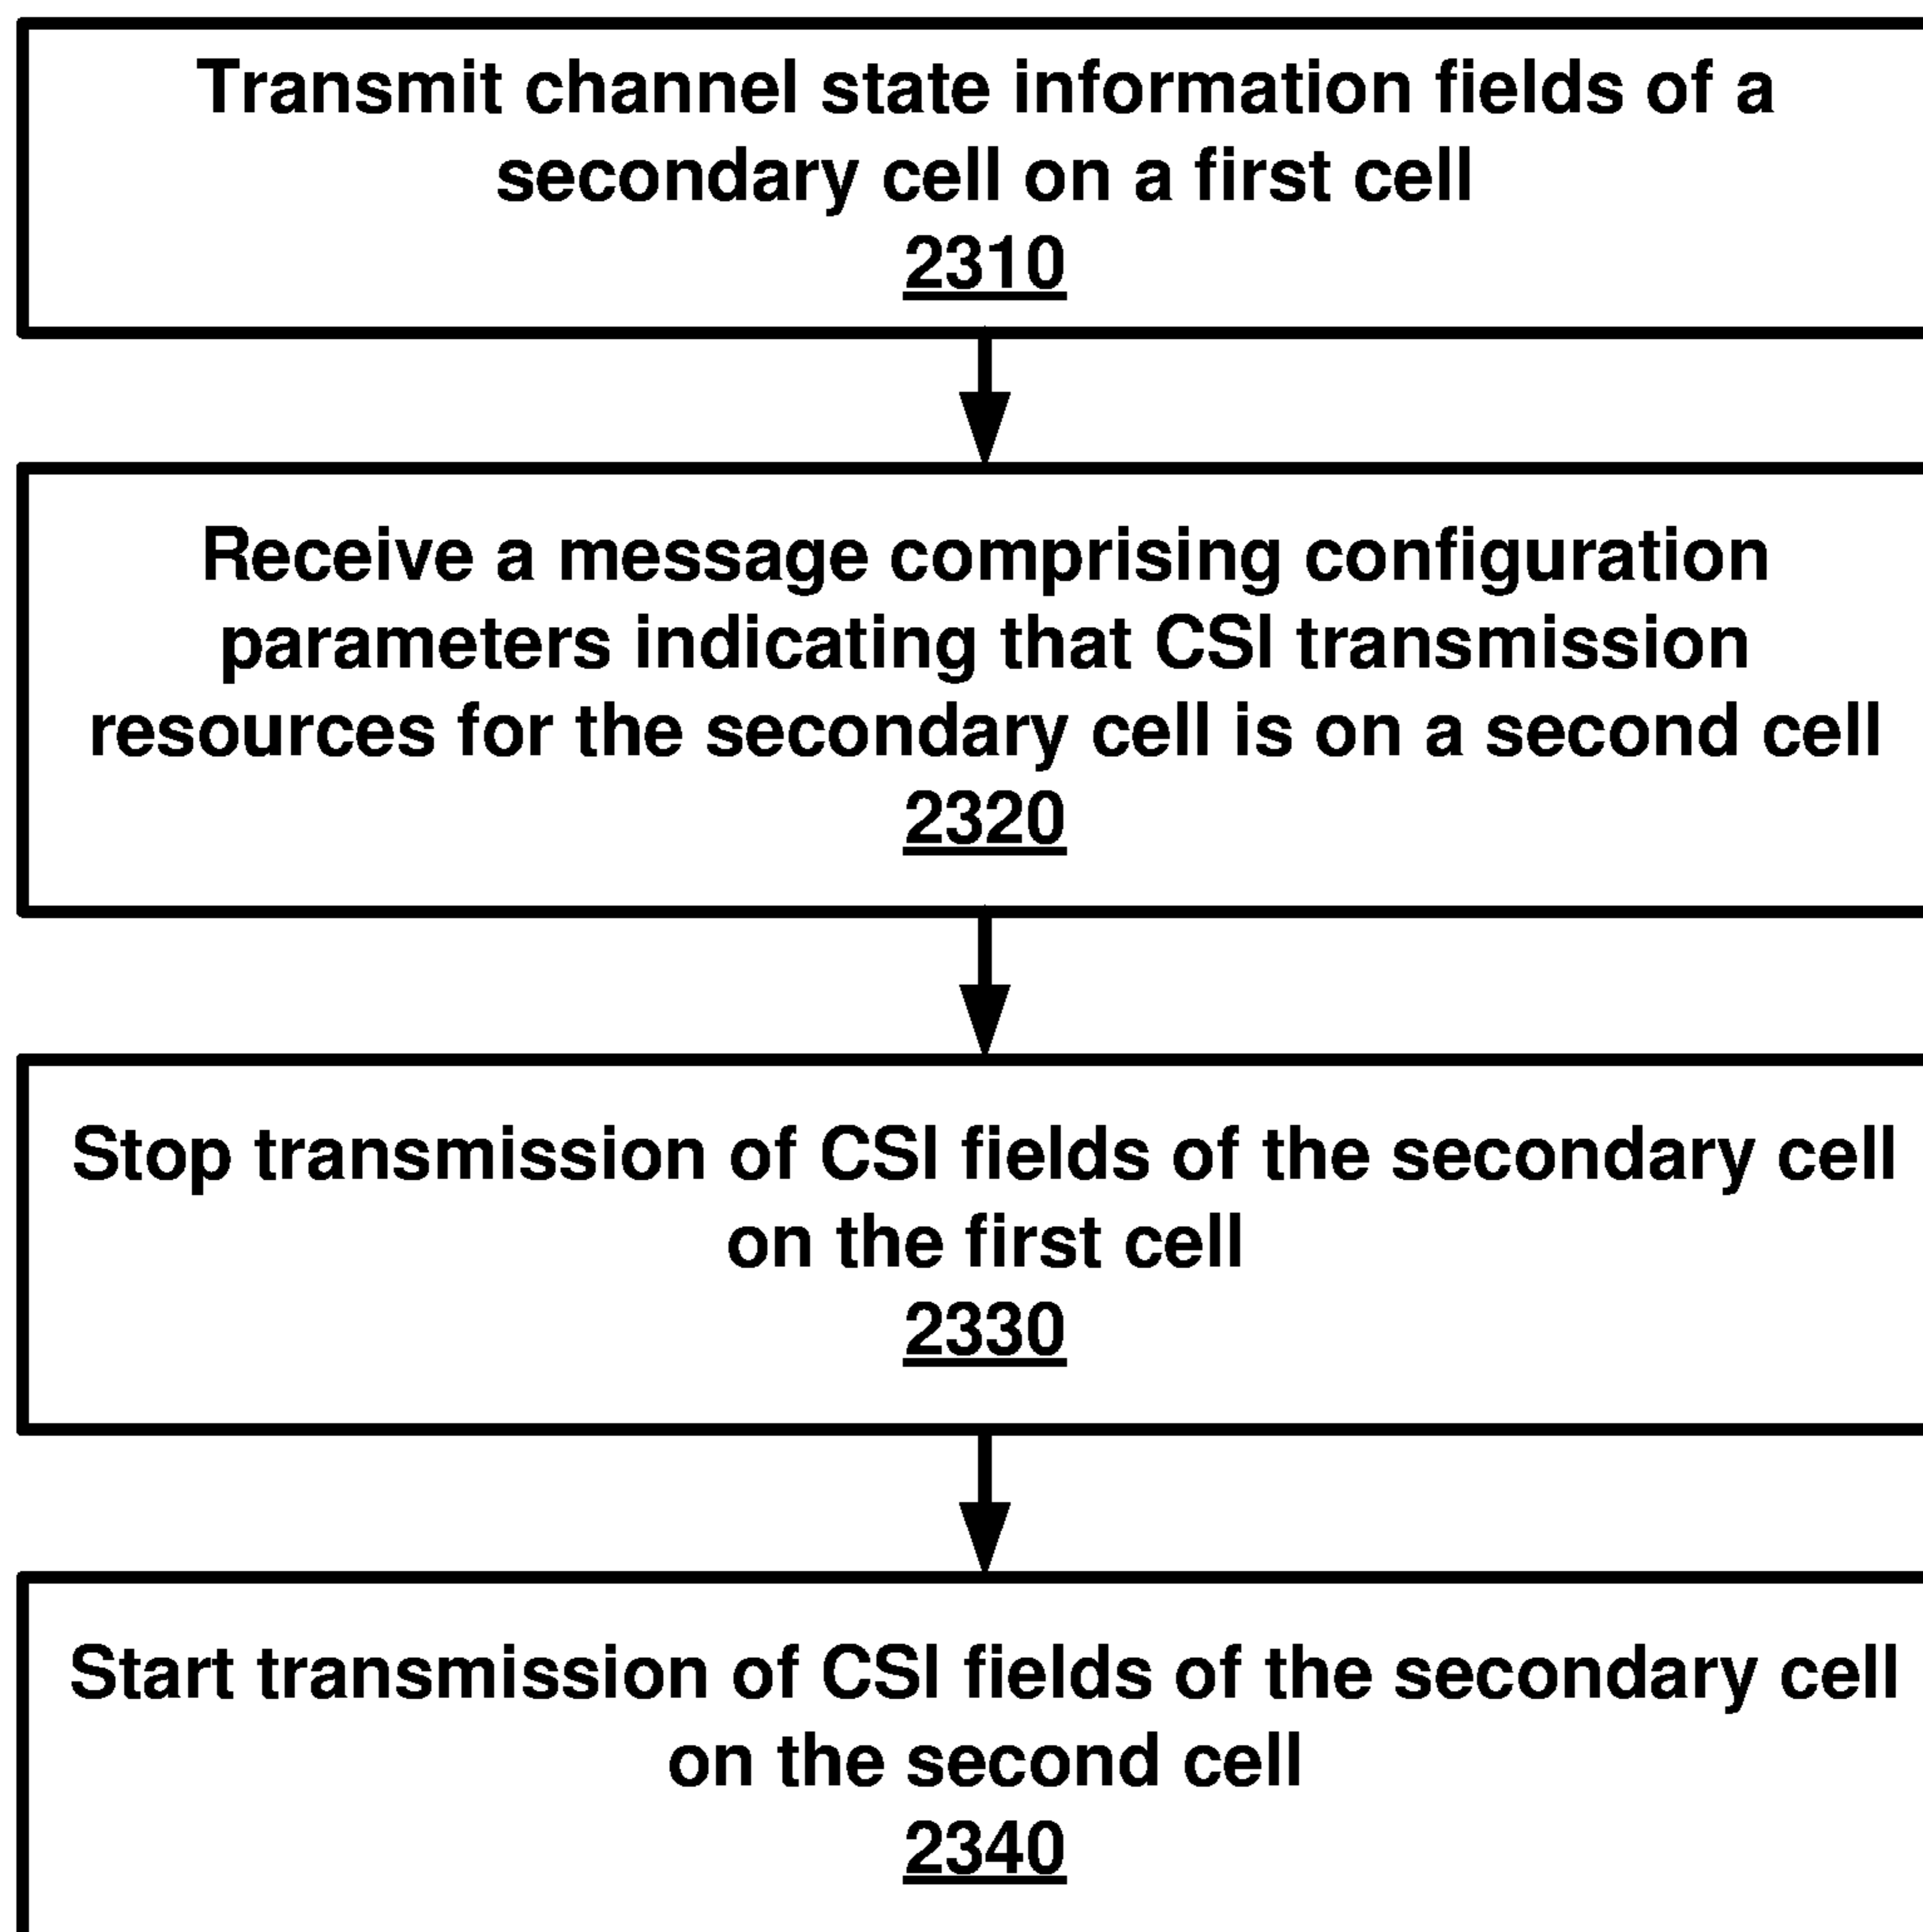 Transmit channel state information fields of a
secondary cell on a first cell
2310
Receive a message comprising configuration
parameters indicating that CSI transmission
resources for the secondary cell is on a second cell
2320
Stop transmission of CSI fields of the secondary cell
on the first cell
2330
Start transmission of CSI fields of the secondary cell
on the second cell
2340